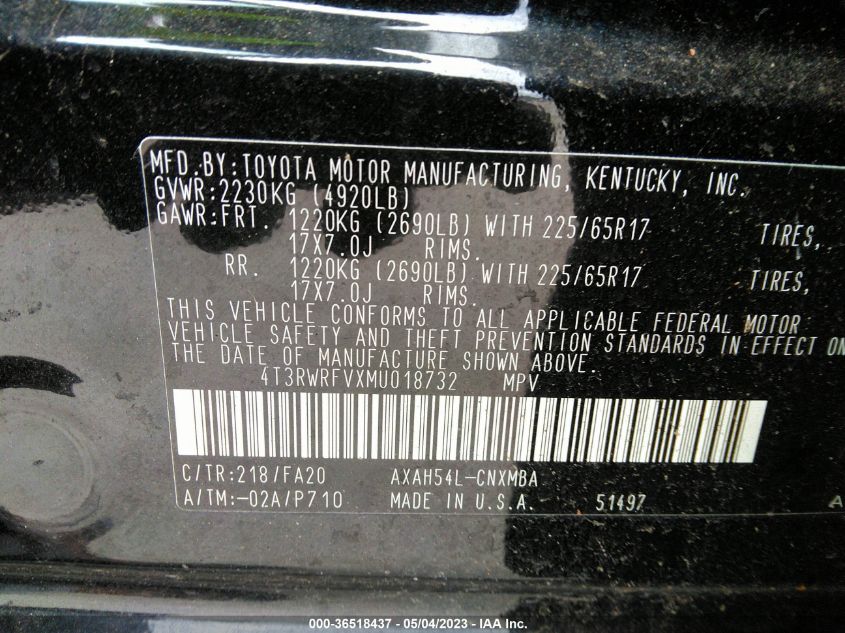 MFD.BY:TOYOTA MOTOR MANUFACTURING, KENTUCKY, INC.
GVWR:2230KG (4920LB)
GAWR:FRT. 1220KG (2690LB) WITH 225/65R17 TIRES,
17X7.0J RIMS.
RR. 1220KG (2690LB) WITH 225/65R17 TIRES,
17X7.0J RIMS.
THIS VEHICLE CONFORMS TO ALL APPLICABLE FEDERAL MOTOR
VEHICLE SAFETY AND THEFT PREVENTION STANDARDS IN EFFECT ON
THE DATE OF MANUFACTURE SHOWN ABOVE.
4T3RWRFVXMU018732 MPV
C/TR:218/FA20 AXAH54L-CNXMBA
A/TM:-02A/P710 MADE IN U.S.A. 51497 A
000-36518437 - 05/04/2023 - IAA Inc.